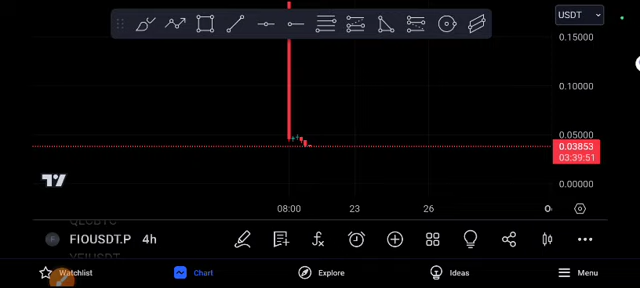 USDT
0.15000
0.10000
0.05000
0.03853
03:39:51
0.00000
08:00 23 26
FIOUSDT.P 4h
Watchlist Chart Explore Ideas Menu